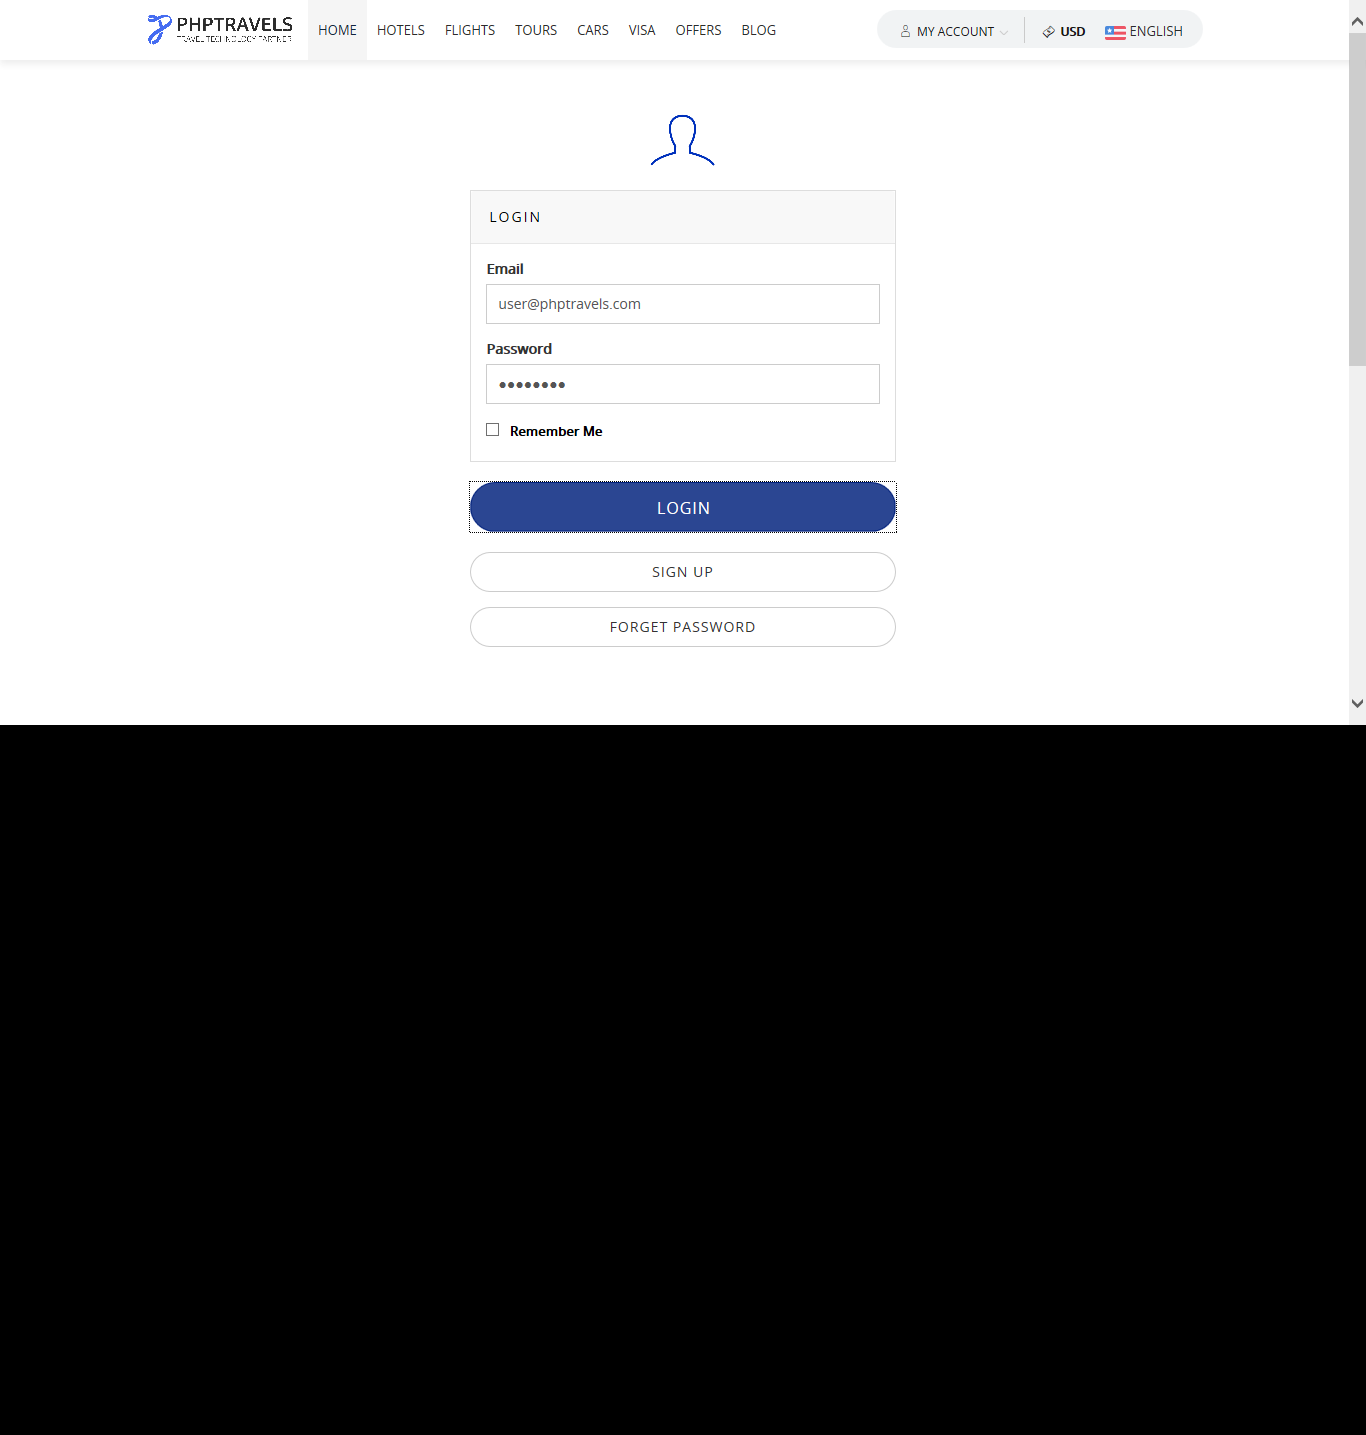 PHPTRAVELS
TRAVEL TECHNOLOGY PARTNER
HOME HOTELS FLIGHTS TOURS CARS VISA OFFERS BLOG
MY ACCOUNT USD ENGLISH
LOGIN
Email
user@phptravels.com
Password
Remember Me
LOGIN
SIGN UP
FORGET PASSWORD